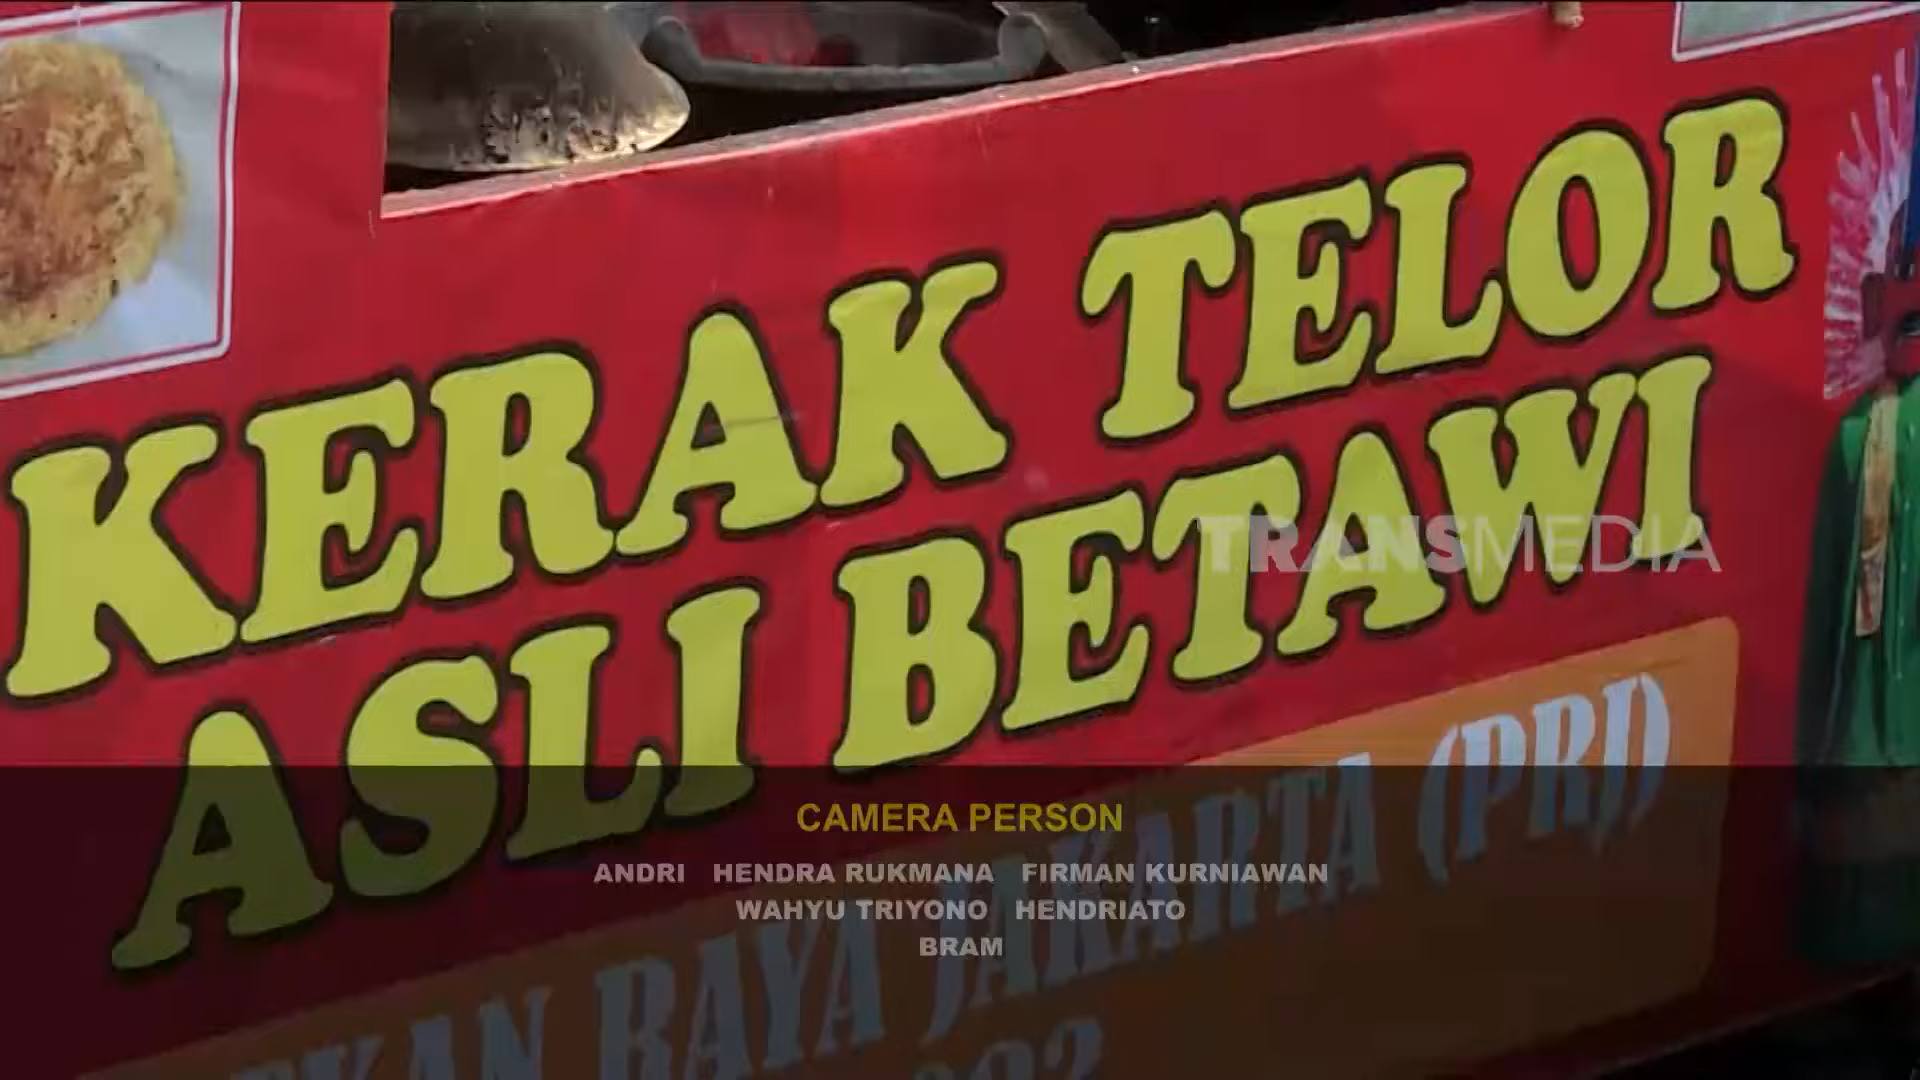 KERAK TELOR
ASLI BETAWI
TRANSMEDIA
RAYA JAKARTA (PRJ)
CAMERA PERSON
ANDRI HENDRA RUKMANA FIRMAN KURNIAWAN
WAHYU TRIYONO HENDRIATO
BRAM